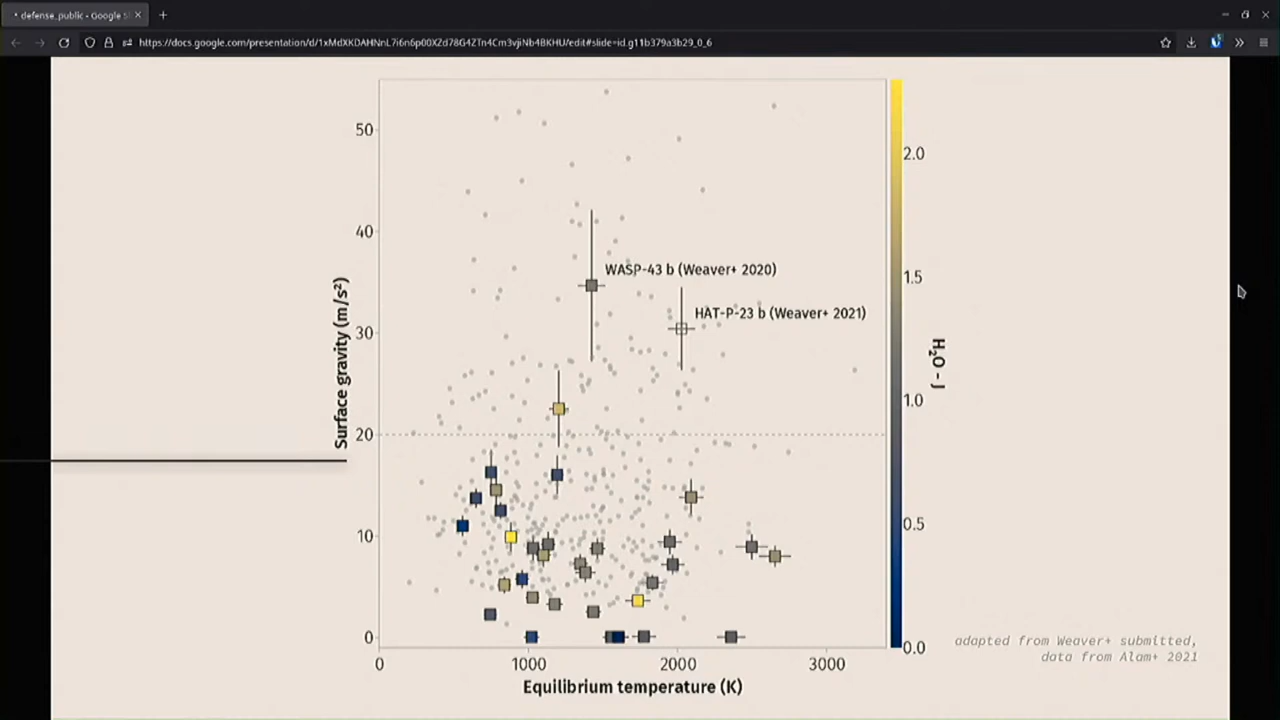 defense_public - Google Sl
https://docs.google.com/presentation/d/1xMdXKDAHNnL7i6n6p00XZd78G4ZTn4Cm3vjiNb4BKHU/edit#slide=id.g11b379a3b29_0_6
50
40
30
20
10
0
Surface gravity (m/s²)
WASP-43 b (Weaver+ 2020)
HAT-P-23 b (Weaver+ 2021)
0
1000
2000
3000
Equilibrium temperature (K)
2.0
1.5
1.0
0.5
0.0
H₂O - J
adapted from Weaver+ submitted,
data from Alam+ 2021